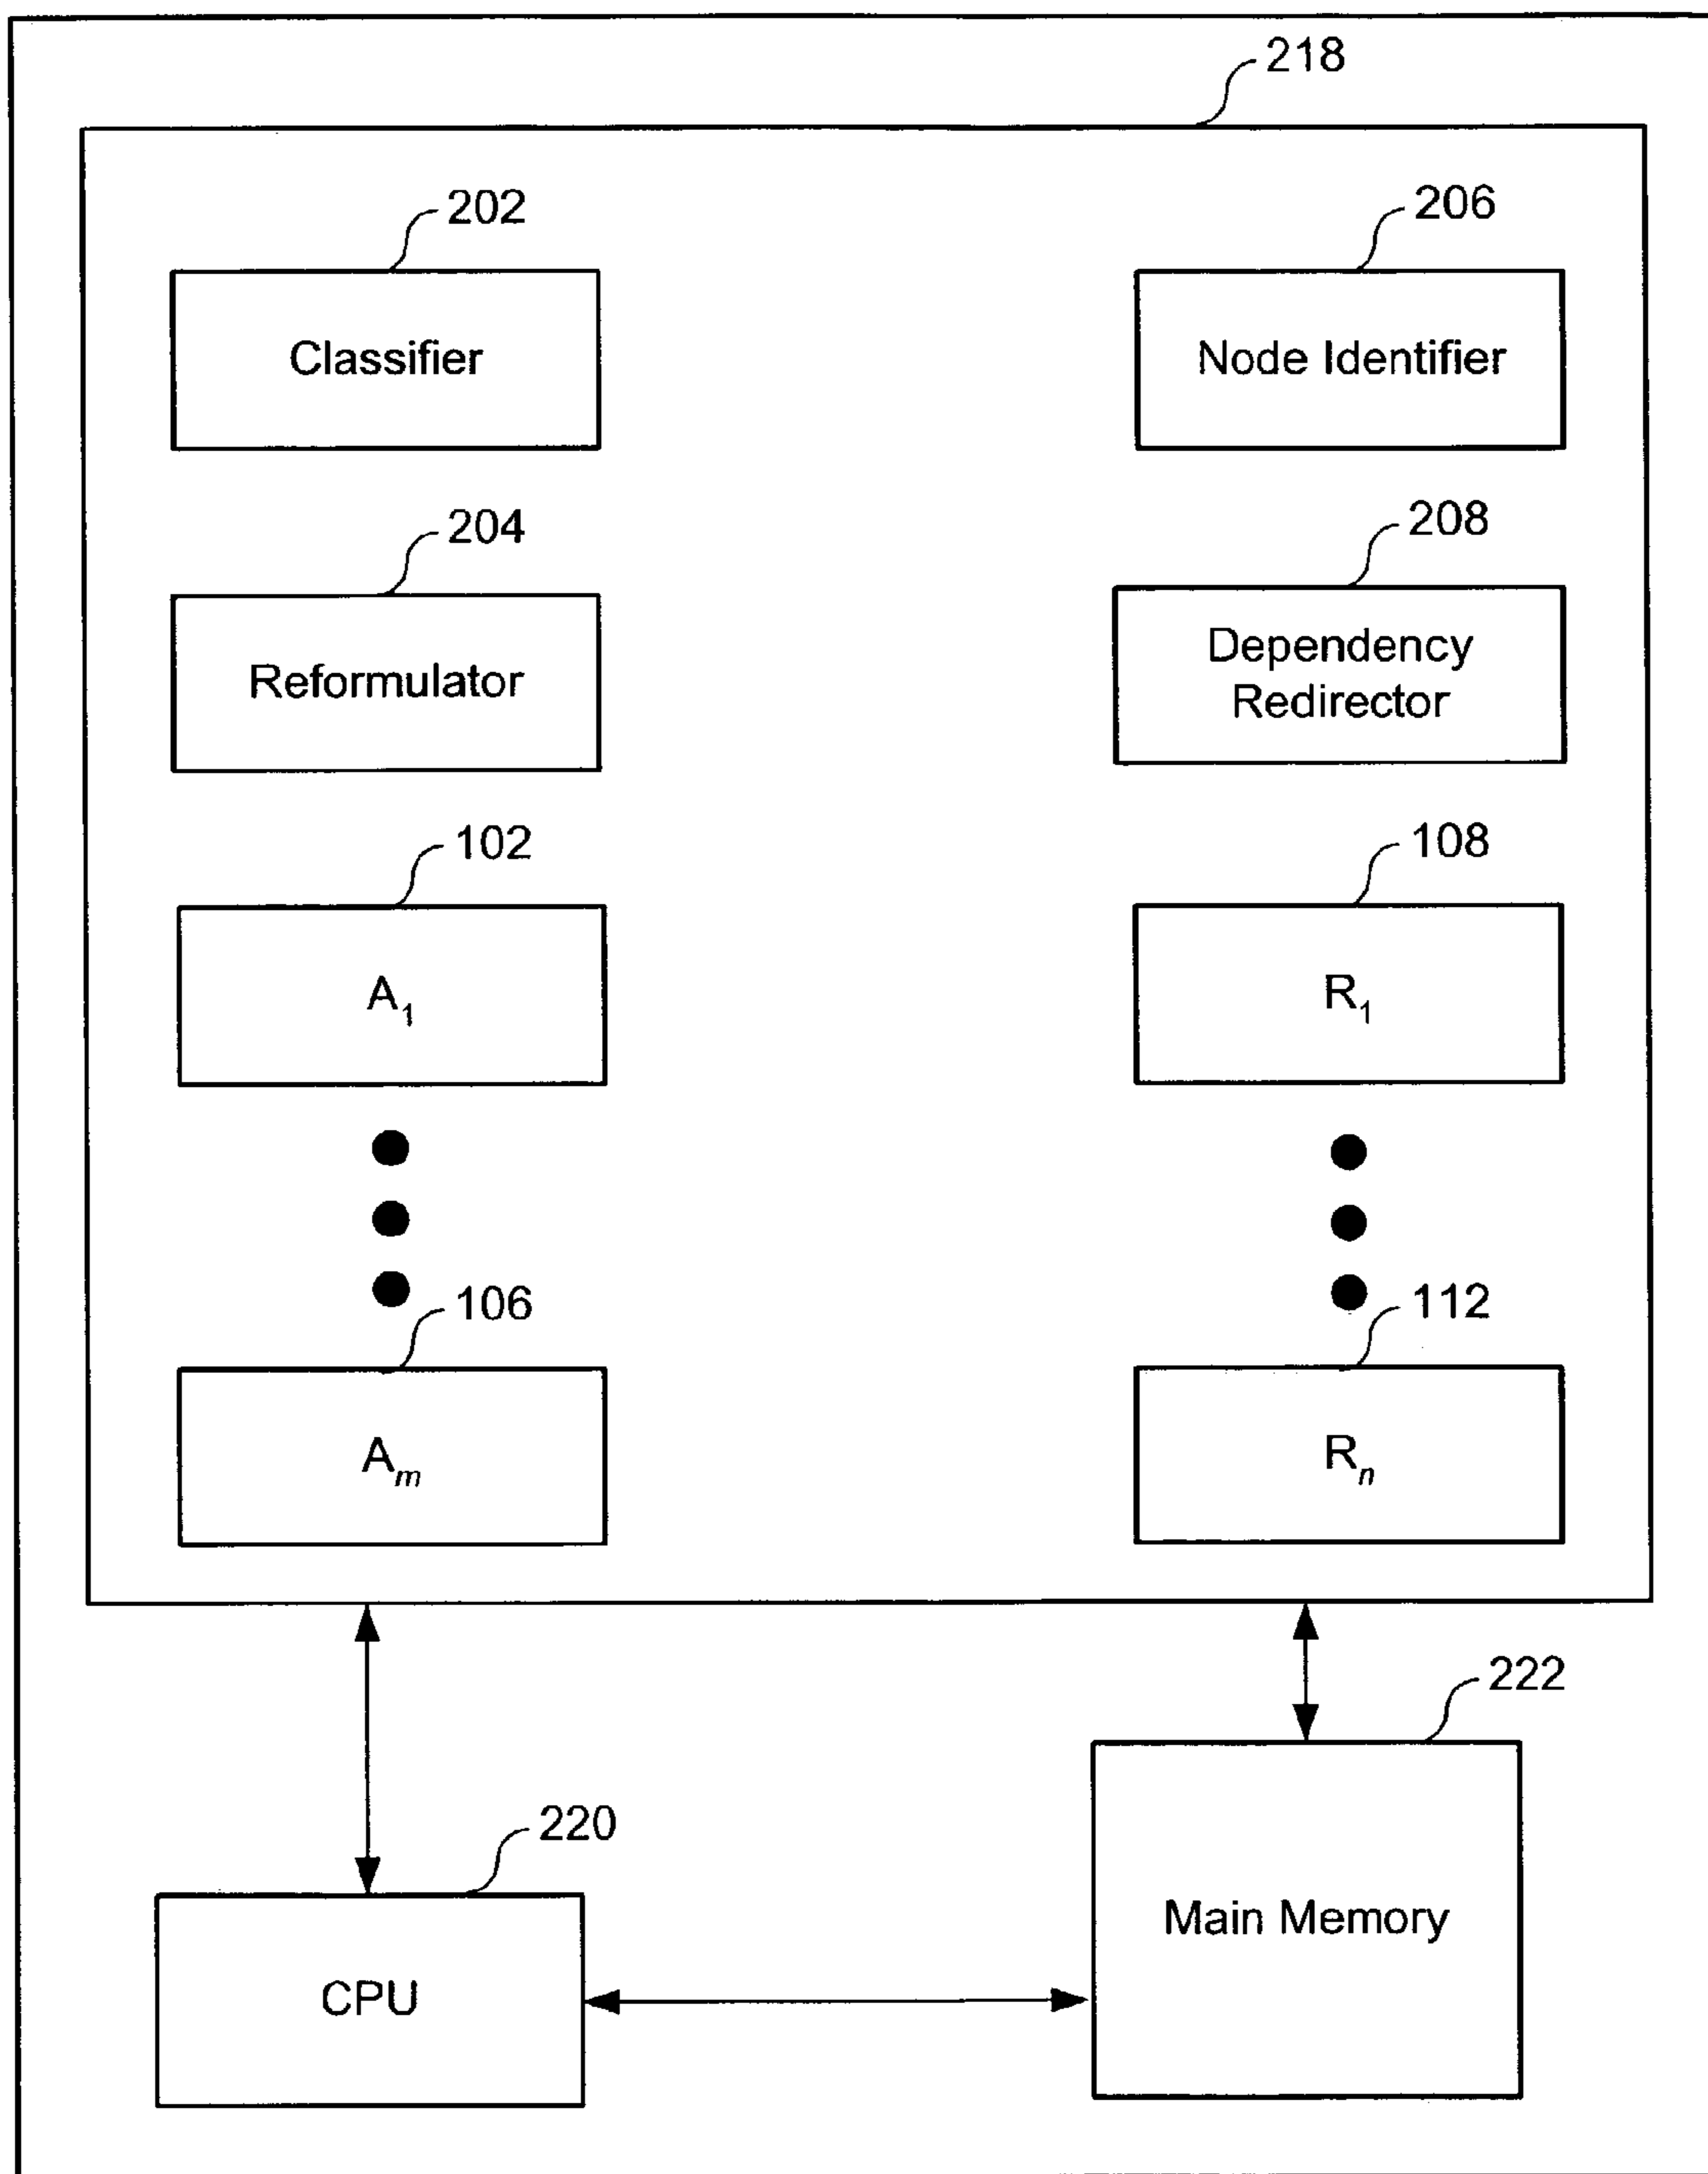 218
202
206
Classifier
Node Identifier
204
208
Reformulator
Dependency
Redirector
102
108
A1
R1
106
112
Am
Rn
222
220
Main Memory
CPU